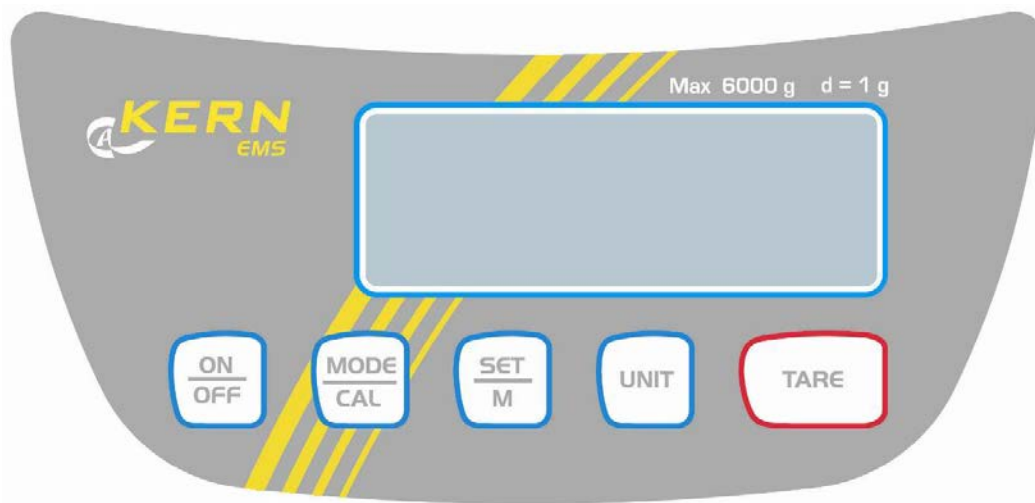 Max 6000 g d = 1 g
KERN
EMS
ON
OFF
MODE
CAL
SET
M
UNIT
TARE